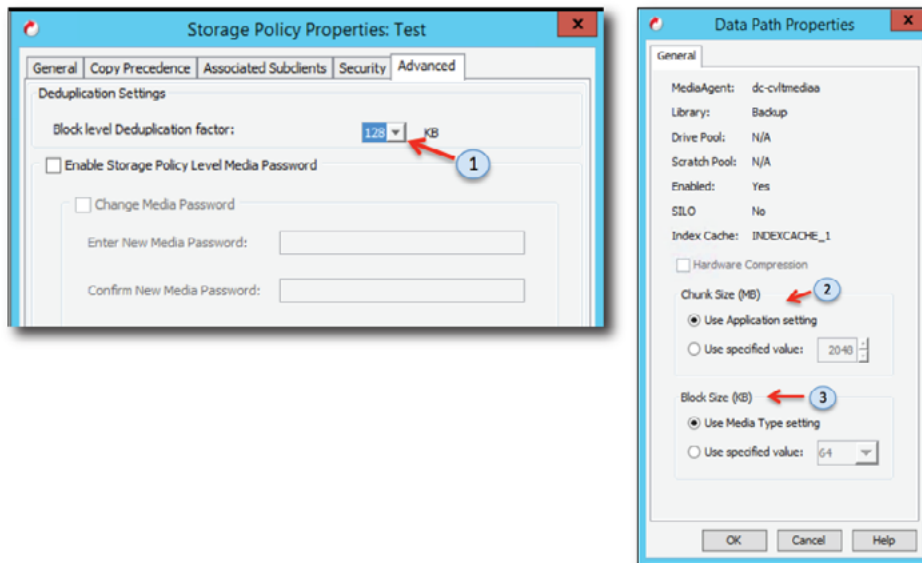 Storage Policy Properties: Test
x
General Copy Precedence Associated Subclients Security Advanced
Deduplication Settings
Block level Deduplication factor: 128 KB
1
Enable Storage Policy Level Media Password
Change Media Password
Enter New Media Password:
Confirm New Media Password:
Data Path Properties
x
General
MediaAgent: dc-cvltmediaa
Library: Backup
Drive Pool: N/A
Scratch Pool: N/A
Enabled: Yes
SILO No
Index Cache: INDEXCACHE_1
Hardware Compression
Chunk Size (MB)
2
Use Application setting
Use specified value: 2048
Block Size (KB)
3
Use Media Type setting
Use specified value: 64
OK Cancel Help